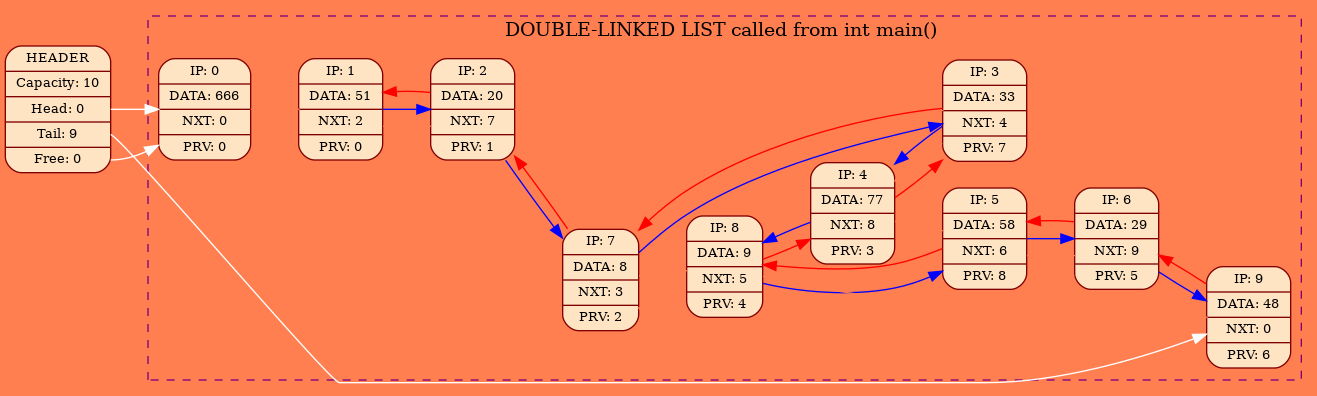 DOUBLE-LINKED LIST called from int main()
HEADER
Capacity: 10
Head: 0
Tail: 9
Free: 0
IP: 0
DATA: 666
NXT: 0
PRV: 0
IP: 1
DATA: 51
NXT: 2
PRV: 0
IP: 2
DATA: 20
NXT: 7
PRV: 1
IP: 7
DATA: 8
NXT: 3
PRV: 2
IP: 3
DATA: 33
NXT: 4
PRV: 7
IP: 4
DATA: 77
NXT: 8
PRV: 3
IP: 8
DATA: 9
NXT: 5
PRV: 4
IP: 5
DATA: 58
NXT: 6
PRV: 8
IP: 6
DATA: 29
NXT: 9
PRV: 5
IP: 9
DATA: 48
NXT: 0
PRV: 6